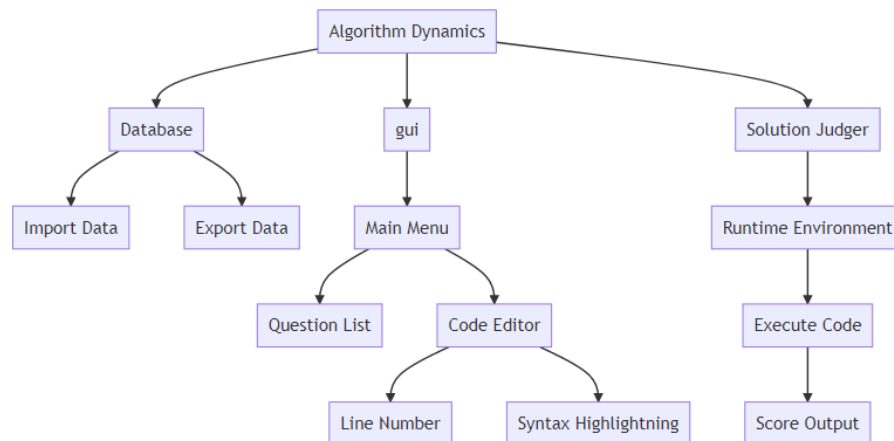 Algorithm Dynamics
Database
gui
Solution Judger
Import Data
Export Data
Main Menu
Runtime Environment
Question List
Code Editor
Execute Code
Line Number
Syntax Highlightning
Score Output